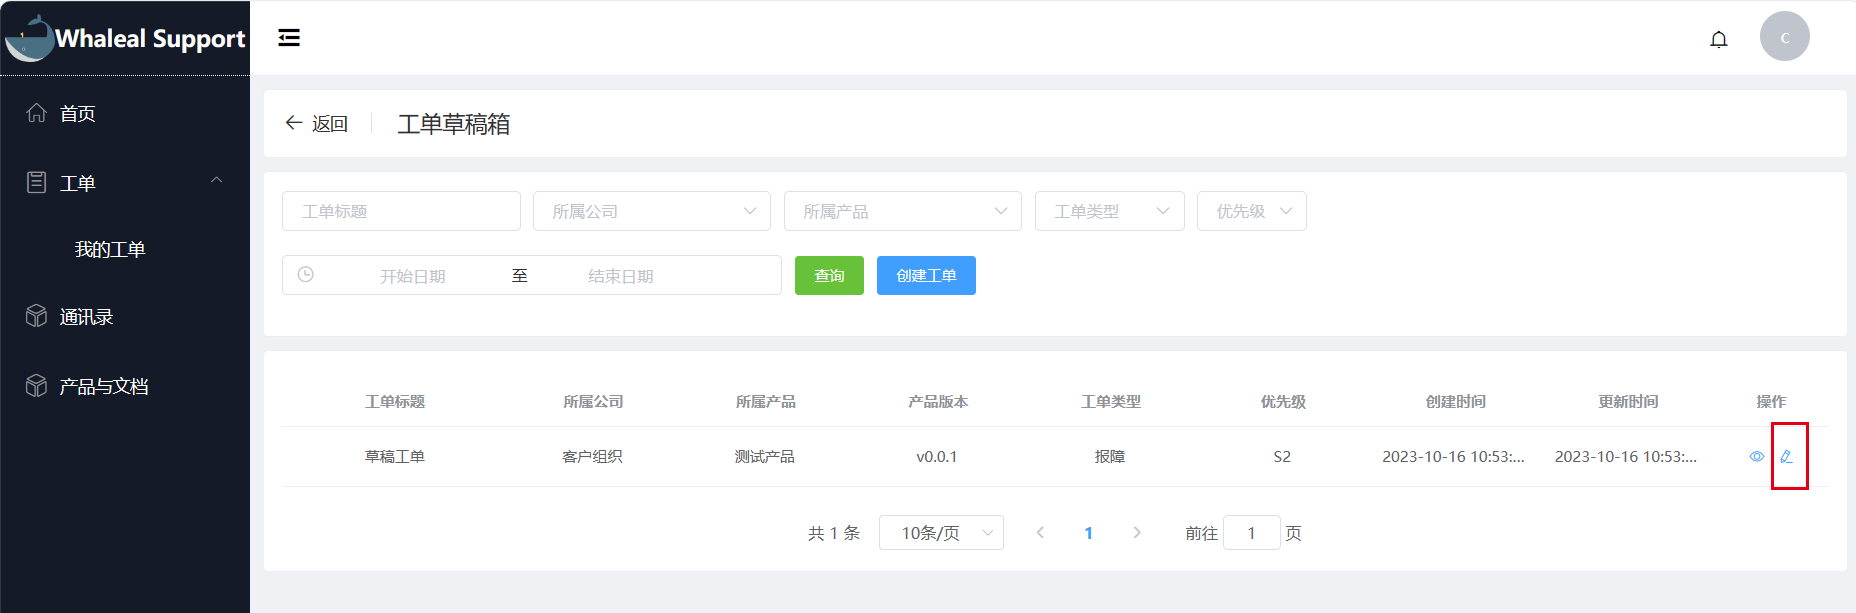 Whaleal Support
C
首页
工单
我的工单
通讯录
产品与文档
返回 工单草稿箱
工单标题 所属公司 所属产品 工单类型 优先级
开始日期 至 结束日期 查询 创建工单
工单标题 所属公司 所属产品 产品版本 工单类型 优先级 创建时间 更新时间 操作
草稿工单 客户组织 测试产品 v0.0.1 报障 S2 2023-10-16 10:53:... 2023-10-16 10:53:...
共 1 条 10条/页 1 前往 1 页